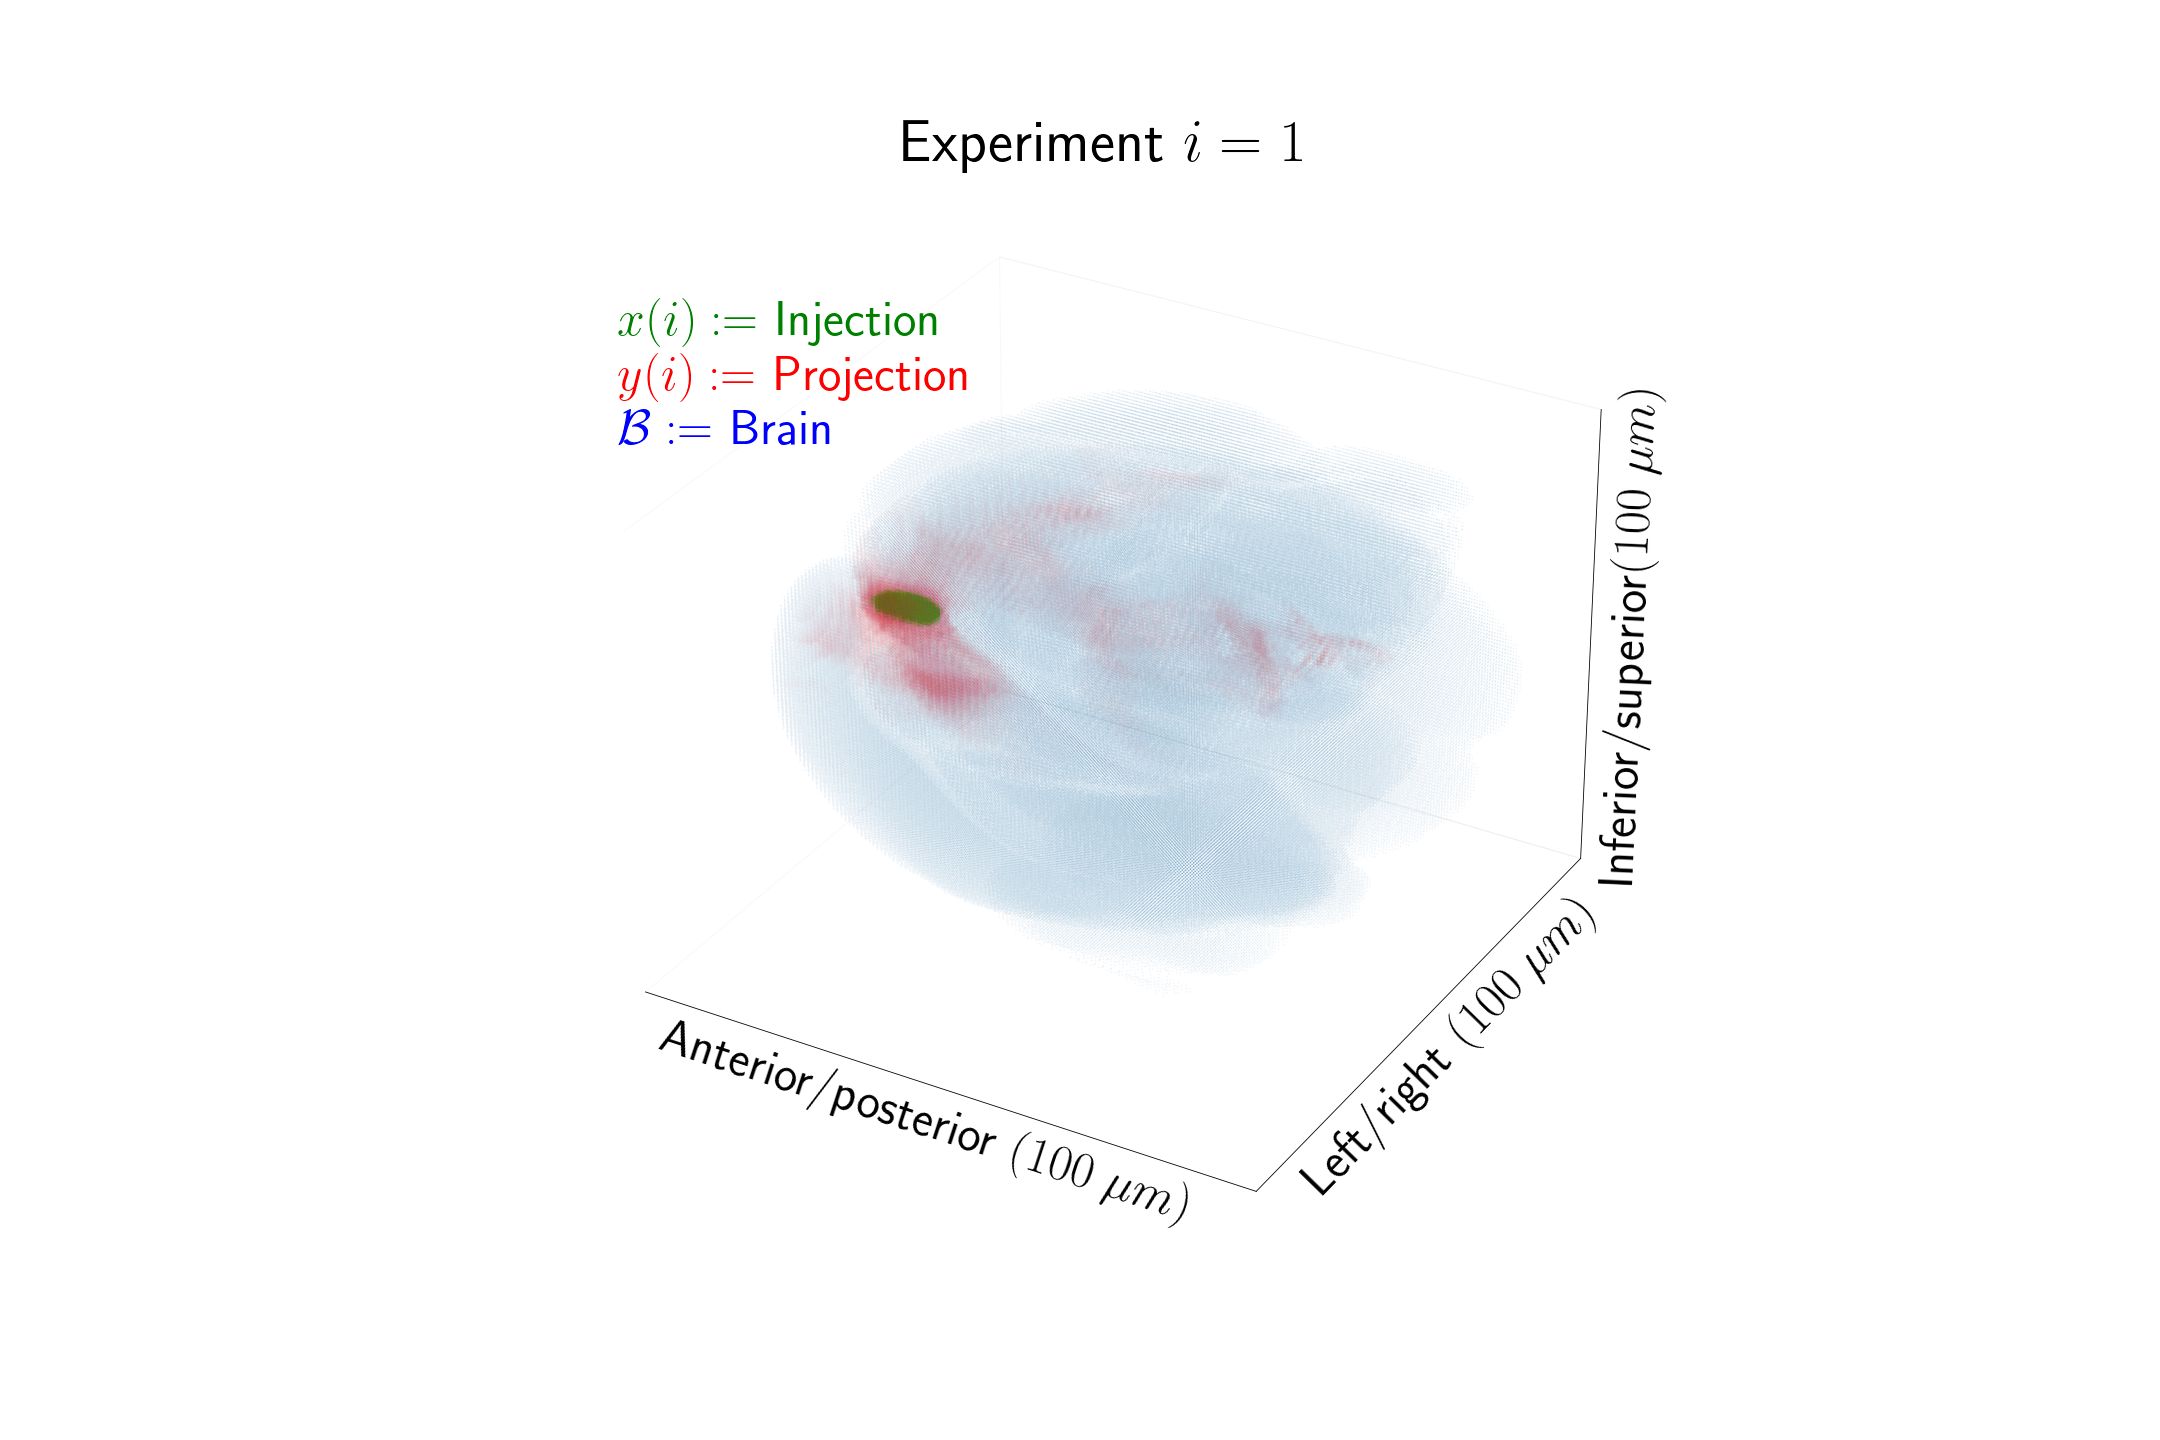 Experiment i = 1
x(i) := Injection
y(i) := Projection
ℬ := Brain
Inferior/superior(100 μm)
Left/right (100 μm)
Anterior/posterior (100 μm)